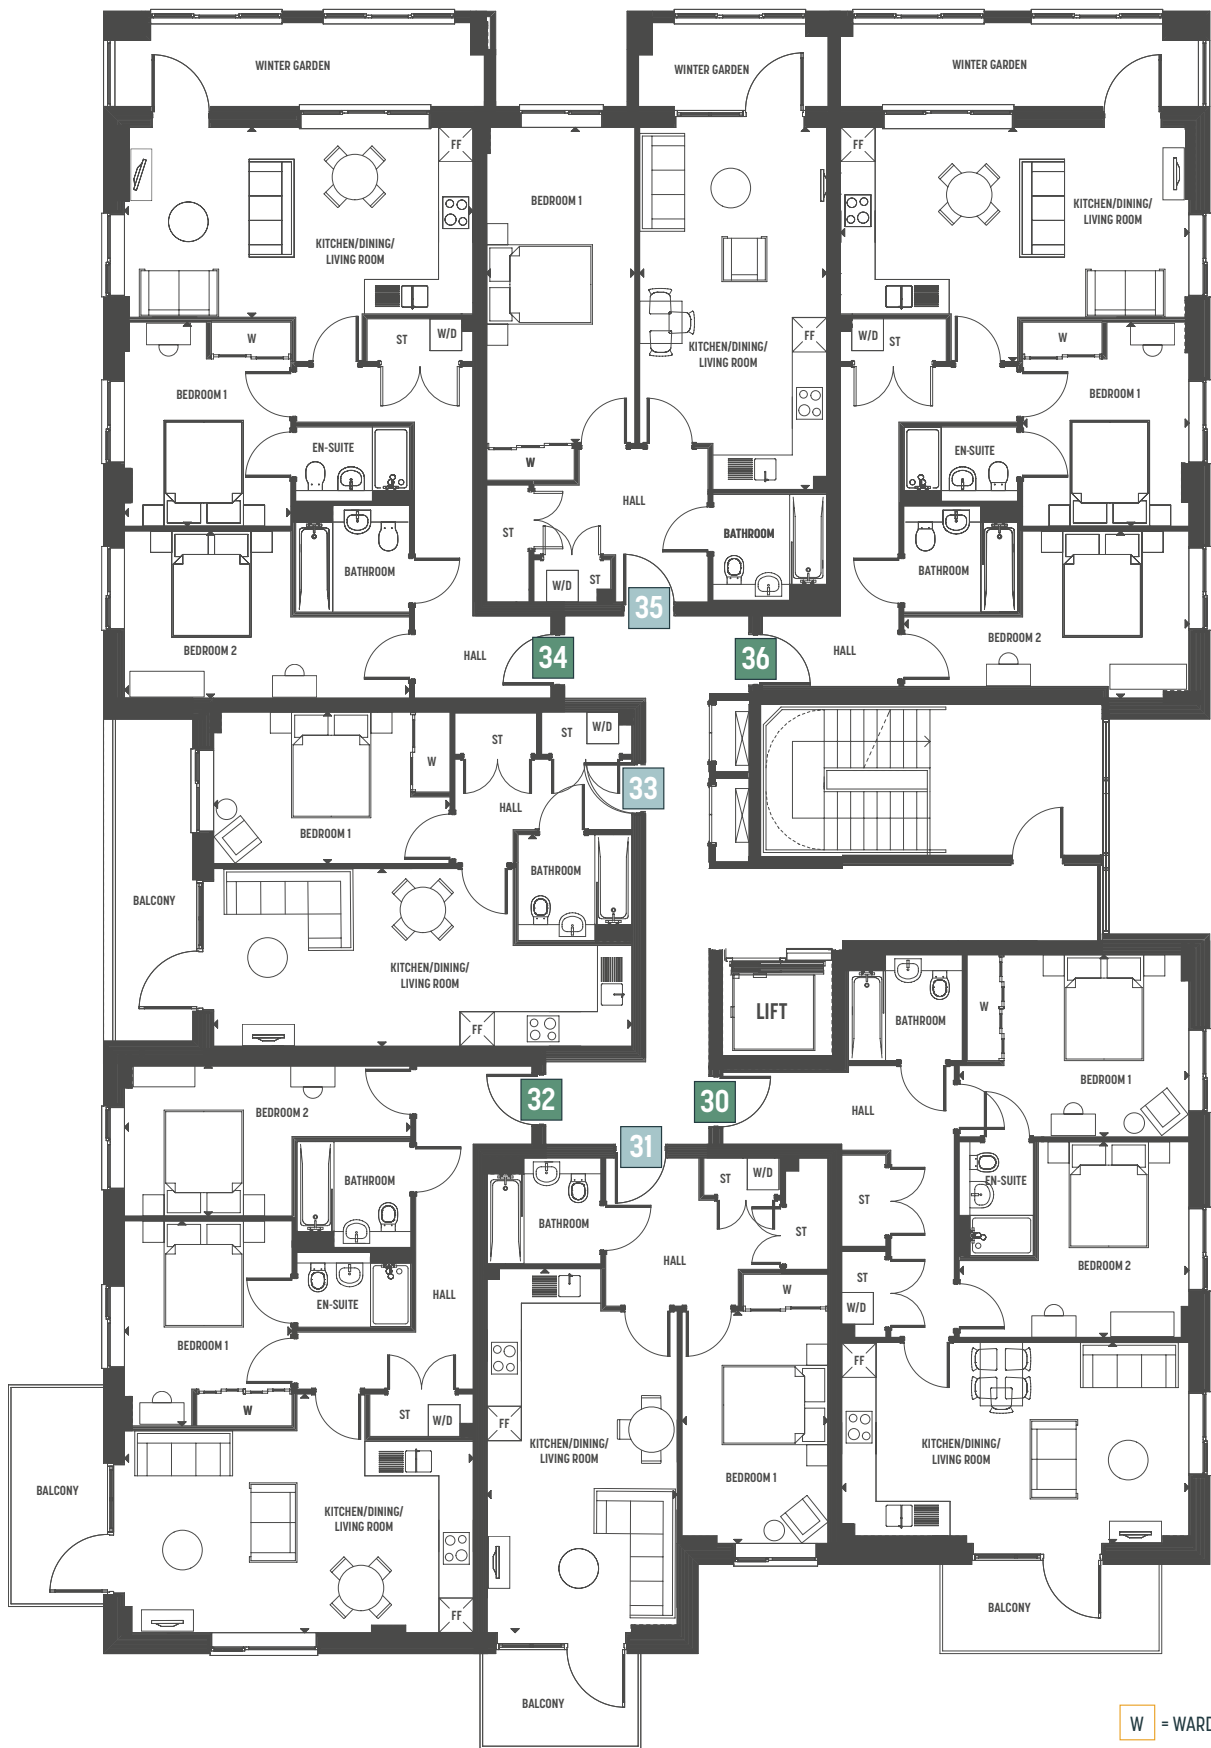 WINTER GARDEN
WINTER GARDEN
WINTER GARDEN
FF
KITCHEN/DINING/
LIVING ROOM
BEDROOM 1
KITCHEN/DINING/
LIVING ROOM
FF
FF
KITCHEN/DINING/
LIVING ROOM
W
ST
W/D
BEDROOM 1
EN-SUITE
BATHROOM
BEDROOM 2
HALL
34
W
ST
HALL
W/D
ST
BATHROOM
35
W/D
ST
W
BEDROOM 1
EN-SUITE
BATHROOM
BEDROOM 2
HALL
36
ST
ST
W/D
W
33
HALL
BEDROOM 1
BATHROOM
BALCONY
KITCHEN/DINING/
LIVING ROOM
FF
LIFT
BATHROOM
W
BEDROOM 1
30
HALL
EN-SUITE
ST
BEDROOM 2
ST
W/D
FF
KITCHEN/DINING/
LIVING ROOM
BALCONY
32
BEDROOM 2
BATHROOM
EN-SUITE
HALL
BEDROOM 1
W
ST
W/D
BALCONY
KITCHEN/DINING/
LIVING ROOM
FF
31
BATHROOM
ST
W/D
ST
HALL
W
FF
KITCHEN/DINING/
LIVING ROOM
BEDROOM 1
BALCONY
W = WARD